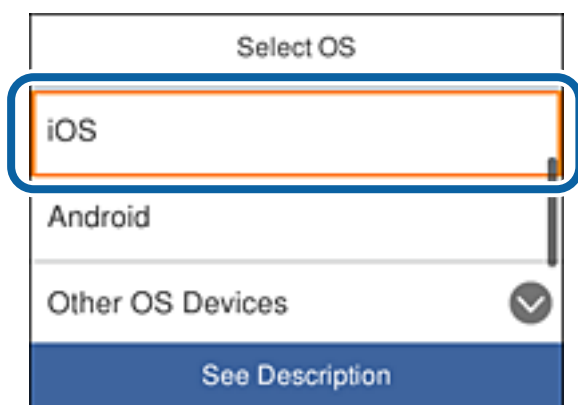 Select OS
iOS
Android
Other OS Devices
See Description